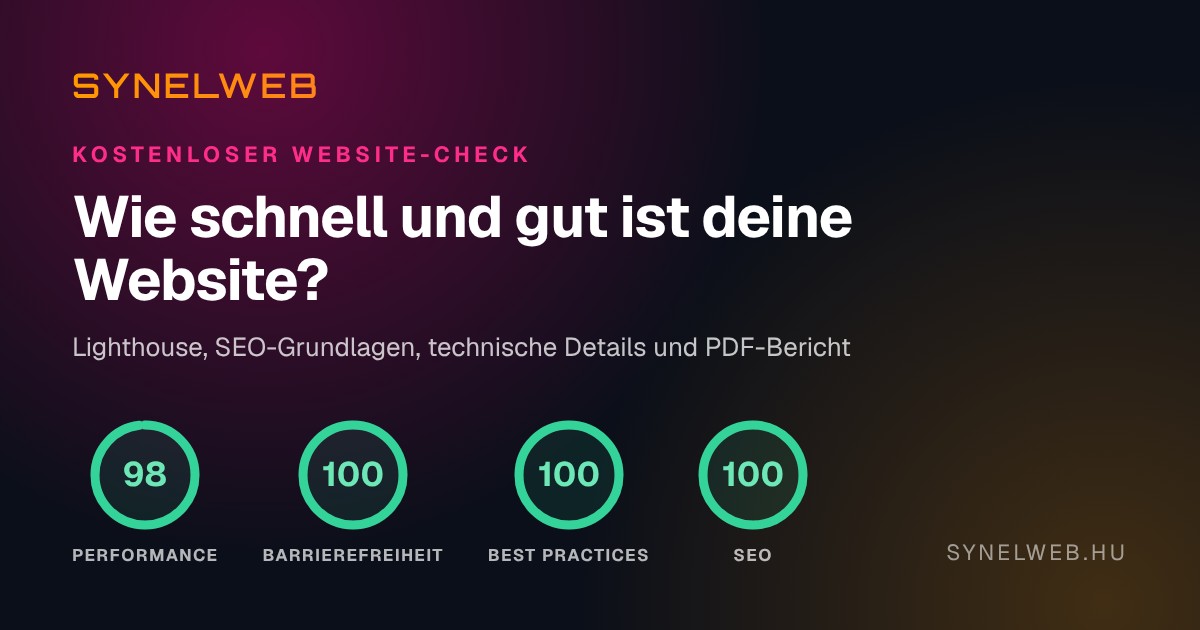 SYNELWEB
KOSTENLOSER WEBSITE-CHECK
Wie schnell und gut ist deine
Website?
Lighthouse, SEO-Grundlagen, technische Details und PDF-Bericht
98 100 100 100
PERFORMANCE BARRIEREFREIHEIT BEST PRACTICES SEO
SYNELWEB.HU